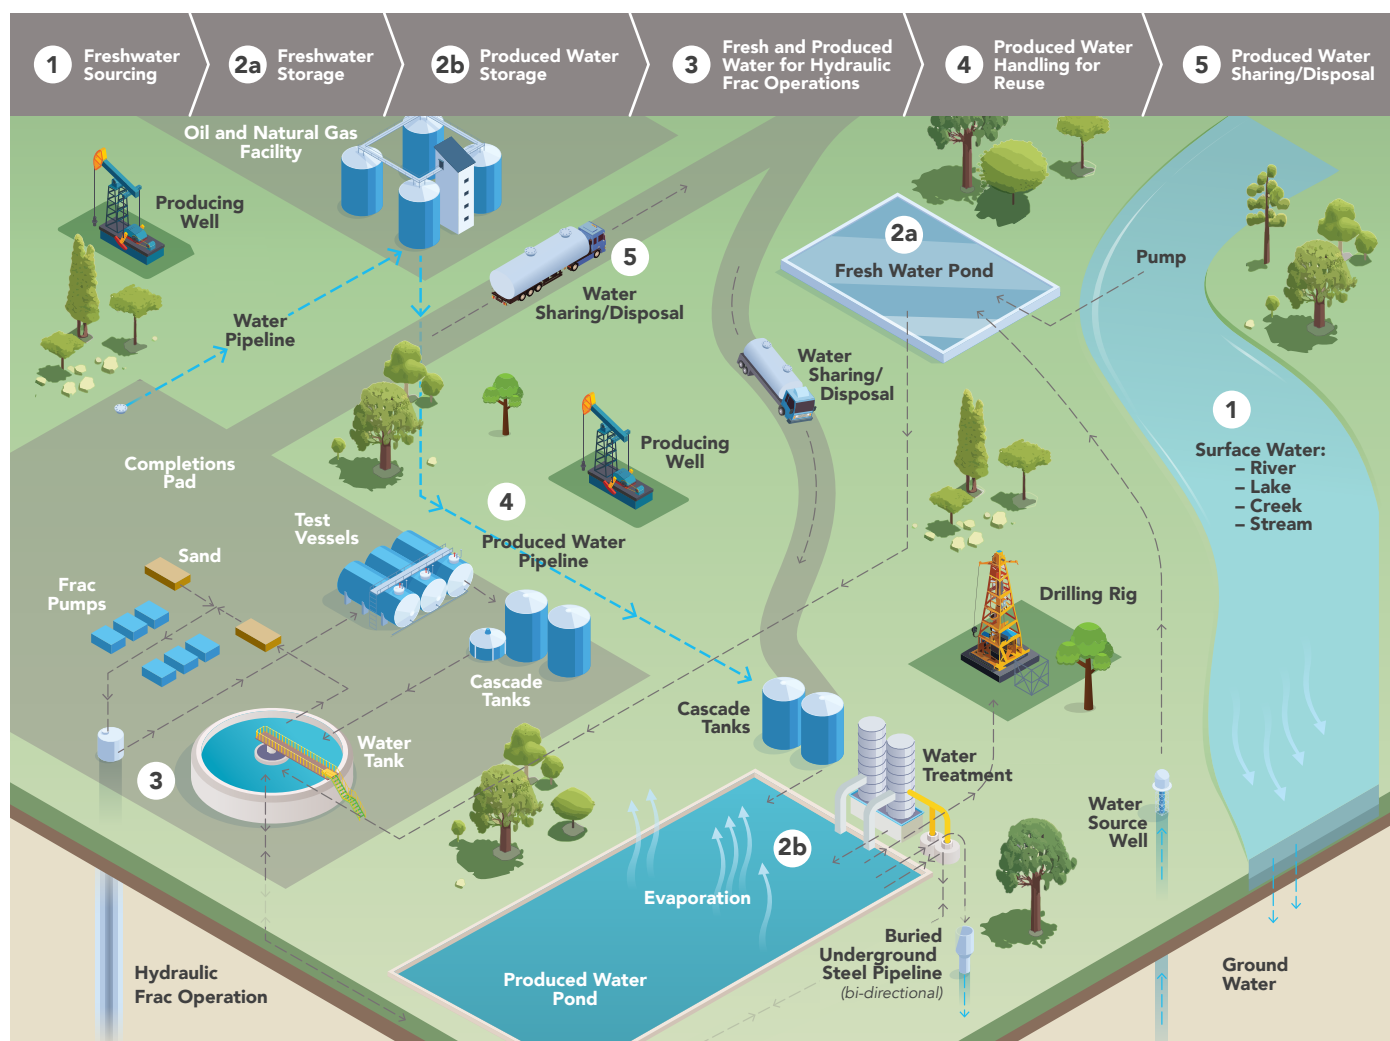 1 Freshwater
Sourcing
2a Freshwater
Storage
2b Produced Water
Storage
3 Fresh and Produced
Water for Hydraulic
Frac Operations
4 Produced Water
Handling for
Reuse
5 Produced Water
Sharing/Disposal
Oil and Natural Gas
Facility
Producing
Well
5
Water
Sharing/Disposal
2a
Fresh Water Pond
Pump
Water
Pipeline
Water
Sharing/
Disposal
1
Surface Water:
– River
– Lake
– Creek
– Stream
Producing
Well
Completions
Pad
4
Produced Water
Pipeline
Test
Vessels
Sand
Frac
Pumps
Drilling Rig
Cascade
Tanks
Cascade
Tanks
Water
Tank
3
Water
Treatment
Water
Source
Well
2b
Evaporation
Produced Water
Pond
Buried
Underground
Steel Pipeline
(bi-directional)
Hydraulic
Frac Operation
Ground
Water